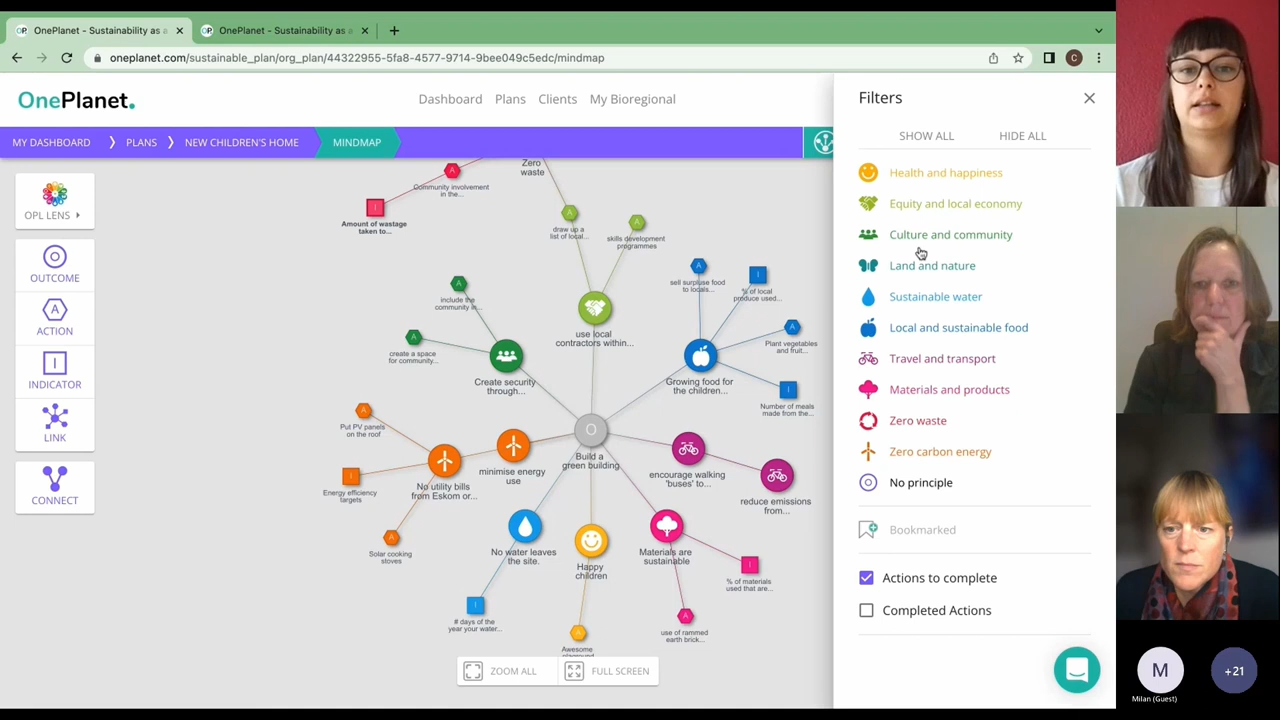 OnePlanet - Sustainability as a
OnePlanet - Sustainability as a
oneplanet.com/sustainable_plan/org_plan/44322955-5fa8-4577-9714-9bee049c5edc/mindmap
C
OnePlanet.
Dashboard
Plans
Clients
My Bioregional
MY DASHBOARD
PLANS
NEW CHILDREN'S HOME
MINDMAP
OPL LENS
OUTCOME
A
ACTION
I
INDICATOR
LINK
CONNECT
Zero
waste
A
Community involvement
in the...
I
Amount of wastage
taken to...
A
draw up a
list of local...
A
skills development
programmes
A
include the
community in...
A
create a space
for community...
use local
contractors within...
Create security
through...
A
sell surpluse food
to locals...
I
% of local
produce used...
A
Plant vegetables
and fruit...
I
Number of meals
made from the...
Growing food for
the children...
O
Build a
green building
A
Put PV panels
on the roof
I
Energy efficiency
targets
A
Solar cooking
stoves
No utility bills
from Eskom or...
minimise energy
use
encourage walking
'buses' to...
reduce emissions
from...
No water leaves
the site.
I
# days of the
year your water...
Happy
children
A
Awesome
Materials are
sustainable
I
% of materials
used that are...
A
use of rammed
earth brick...
ZOOM ALL
FULL SCREEN
Filters
SHOW ALL
HIDE ALL
Health and happiness
Equity and local economy
Culture and community
Land and nature
Sustainable water
Local and sustainable food
Travel and transport
Materials and products
Zero waste
Zero carbon energy
No principle
Bookmarked
Actions to complete
Completed Actions
M
Milan (Guest)
+21